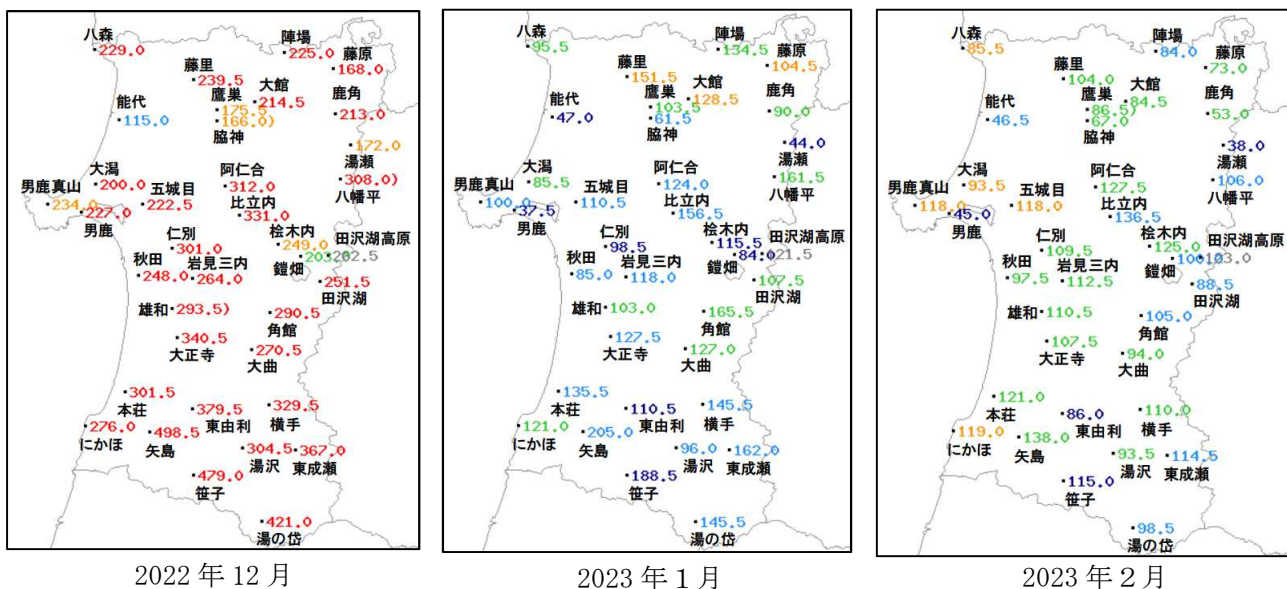 八森
229.0
陣場
225.0
藤原
168.0
藤里
239.5
大館
214.5
鷹巣
175.5
166.0)
脇神
能代
115.0
鹿角
213.0
172.0
湯瀬
308.0)
八幡平
大潟
200.0
男鹿真山
234.0
227.0
男鹿
五城目
222.5
阿仁合
312.0
比立内
331.0
桧木内
249.0
田沢湖高原
仁別
301.0
秋田
248.0
岩見三内
264.0
鎧畑
251.5
田沢湖
雄和
293.5)
290.5
角館
340.5
大正寺
270.5
大曲
301.5
本荘
379.5
東由利
329.5
横手
276.0
にかほ
498.5
矢島
304.5
湯沢
367.0
東成瀬
479.0
笹子
421.0
湯の岱
2022 年 12 月
八森
95.5
陣場
134.5
藤原
104.5
藤里
151.5
大館
128.5
鷹巣
103.5
61.5
脇神
能代
47.0
鹿角
90.0
44.0
湯瀬
161.5
八幡平
大潟
85.5
男鹿真山
100.0
37.5
男鹿
五城目
110.5
阿仁合
124.0
比立内
156.5
桧木内
115.5
田沢湖高原
仁別
98.5
84.0
鎧畑
秋田
85.0
岩見三内
118.0
107.5
田沢湖
雄和
103.0
165.5
角館
127.5
大正寺
127.0
大曲
135.5
本荘
110.5
東由利
145.5
横手
121.0
にかほ
205.0
矢島
96.0
湯沢
162.0
東成瀬
188.5
笹子
145.5
湯の岱
2023 年 1 月
八森
85.5
陣場
84.0
藤原
73.0
藤里
104.0
大館
84.5
鷹巣
86.5)
67.0
脇神
能代
46.5
鹿角
53.0
38.0
湯瀬
106.0
八幡平
大潟
93.5
男鹿真山
118.0
45.0
男鹿
五城目
118.0
阿仁合
127.5
比立内
136.5
桧木内
125.0
田沢湖高原
仁別
109.5
鎧畑
秋田
97.5
岩見三内
112.5
88.5
田沢湖
雄和
110.5
105.0
角館
107.5
大正寺
94.0
大曲
121.0
本荘
86.0
東由利
110.0
横手
119.0
にかほ
138.0
矢島
93.5
湯沢
114.5
東成瀬
115.0
笹子
98.5
湯の岱
2023 年 2 月